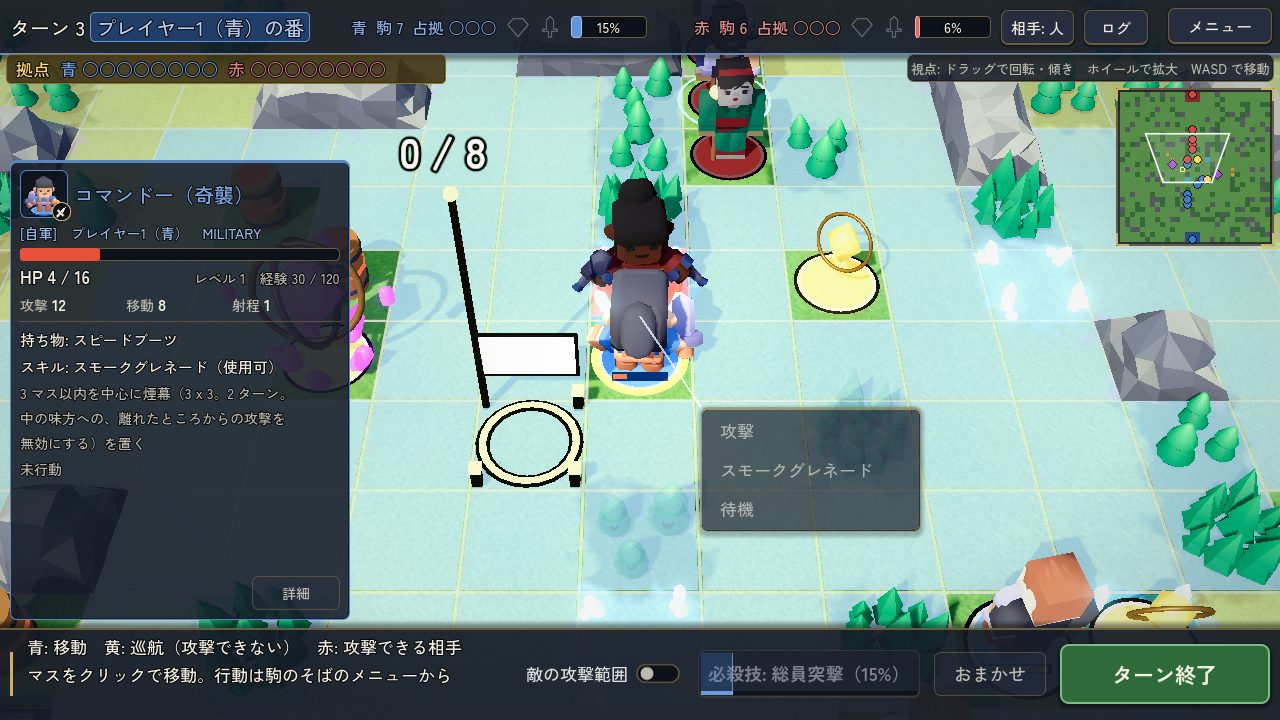 ターン 3 プレイヤー1（青）の番 青 駒 7 占拠 〇〇〇 15% 赤 駒 6 占拠 〇〇〇 6% 相手: 人 ログ メニュー
拠点 青 〇〇〇〇〇〇〇〇 赤 〇〇〇〇〇〇〇〇
視点: ドラッグで回転・傾き ホイールで拡大 WASD で移動
0 / 8
コマンドー（奇襲）
[自軍] プレイヤー1（青） MILITARY
HP 4 / 16 レベル 1 経験 30 / 120
攻撃 12 移動 8 射程 1
持ち物: スピードブーツ
スキル: スモークグレネード（使用可）
3 マス以内を中心に煙幕（3 x 3。2 ターン。
中の味方への、離れたところからの攻撃を
無効にする）を置く
未行動
詳細
攻撃
スモークグレネード
待機
青: 移動 黄: 巡航（攻撃できない） 赤: 攻撃できる相手
マスをクリックで移動。行動は駒のそばのメニューから
敵の攻撃範囲 必殺技: 総員突撃（15%） おまかせ ターン終了